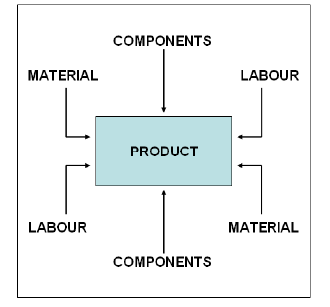 COMPONENTS
MATERIAL
LABOUR
PRODUCT
LABOUR
MATERIAL
COMPONENTS